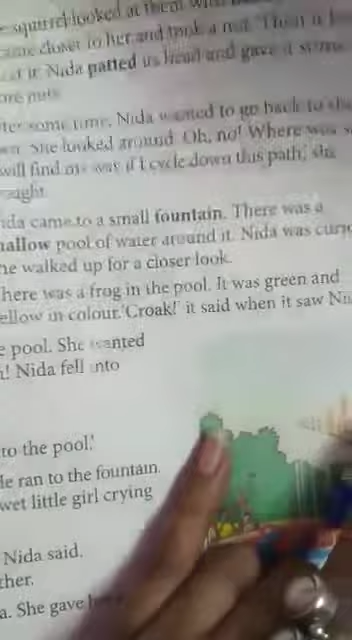 squirrel looked at them with
came closer to her and took a nut. Then it
at it. Nida patted its head and gave it some
ore nuts
ter some time, Nida wanted to go back to
She looked around. Oh, no! Where was
will find my way if I cycle down this path,' she
ought.
ida came to a small fountain. There was a
hallow pool of water around it. Nida was curio
he walked up for a closer look.
here was a frog in the pool. It was green and
ellow in colour. 'Croak!' it said when it saw Ni
e pool. She wanted
! Nida fell into
to the pool.'
He ran to the fountain.
wet little girl crying
Nida said.
ther.
a. She gave